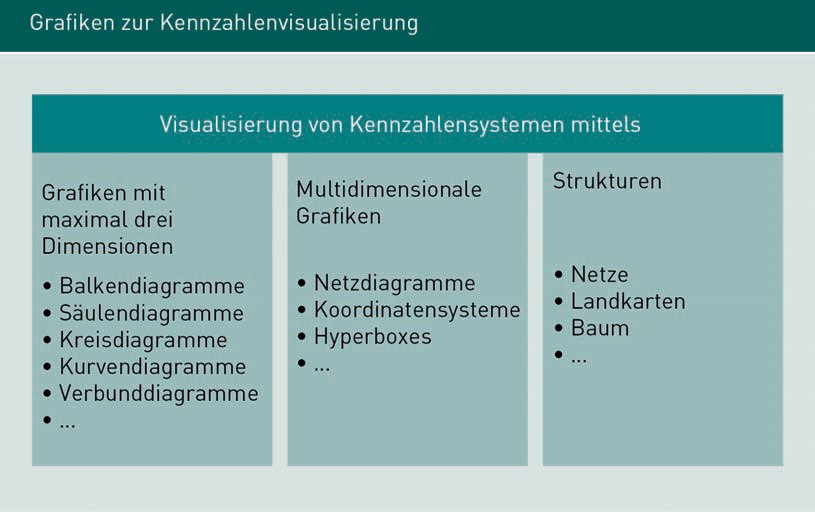 Grafiken zur Kennzahlenvisualisierung
Visualisierung von Kennzahlensystemen mittels
Grafiken mit
maximal drei
Dimensionen
• Balkendiagramme
• Säulendiagramme
• Kreisdiagramme
• Kurvendiagramme
• Verbunddiagramme
• ...
Multidimensionale
Grafiken
• Netzdiagramme
• Koordinatensysteme
• Hyperboxes
• ...
Strukturen
• Netze
• Landkarten
• Baum
• ...